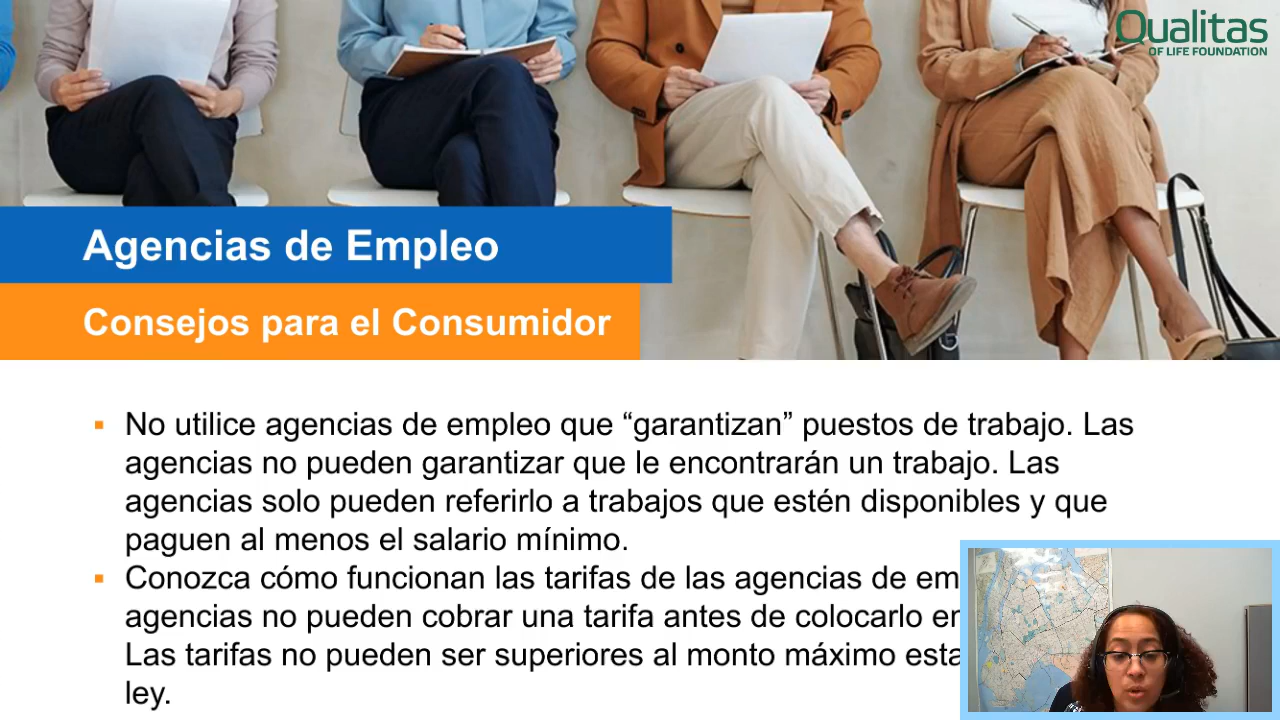 Qualitas
OF LIFE FOUNDATION
Agencias de Empleo
Consejos para el Consumidor
▪ No utilice agencias de empleo que “garantizan” puestos de trabajo. Las
agencias no pueden garantizar que le encontrarán un trabajo. Las
agencias solo pueden referirlo a trabajos que estén disponibles y que
paguen al menos el salario mínimo.
▪ Conozca cómo funcionan las tarifas de las agencias de
agencias no pueden cobrar una tarifa antes de colocarlo
Las tarifas no pueden ser superiores al monto máximo
ley.